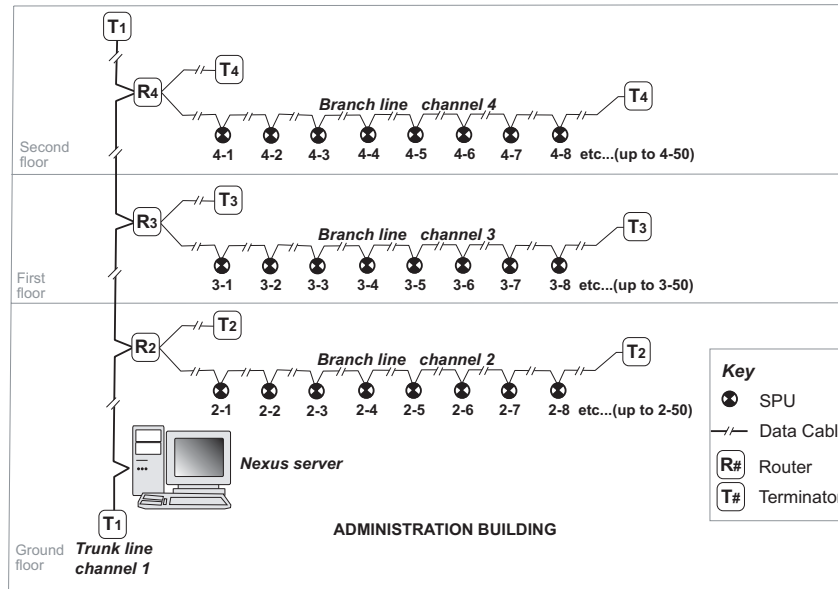 T1
R4
T4
Branch line channel 4
T4
4-1 4-2 4-3 4-4 4-5 4-6 4-7 4-8 etc...(up to 4-50)
Second
floor
R3
T3
Branch line channel 3
T3
3-1 3-2 3-3 3-4 3-5 3-6 3-7 3-8 etc...(up to 3-50)
First
floor
R2
T2
Branch line channel 2
T2
2-1 2-2 2-3 2-4 2-5 2-6 2-7 2-8 etc...(up to 2-50)
Nexus server
T1
Trunk line
channel 1
Ground
floor
ADMINISTRATION BUILDING
Key
SPU
Data Cabl
R# Router
T# Terminator